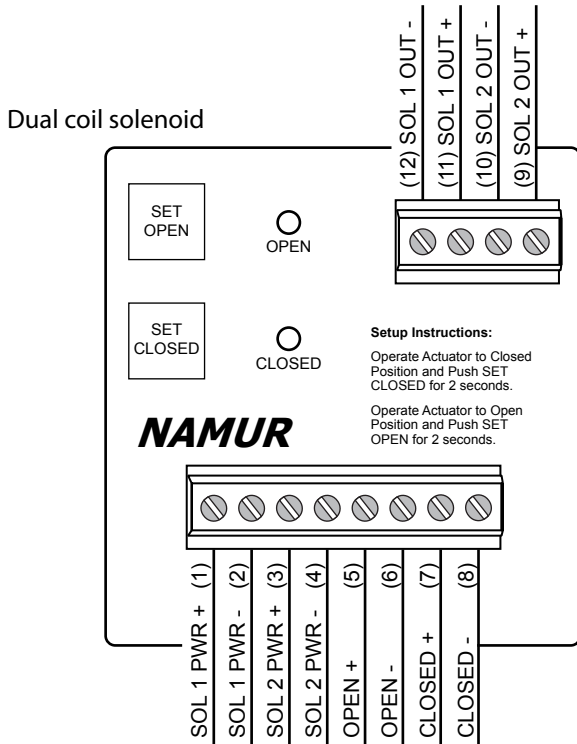 Dual coil solenoid
(12) SOL 1 OUT -
(11) SOL 1 OUT +
(10) SOL 2 OUT -
(9) SOL 2 OUT +
SET
OPEN
OPEN
SET
CLOSED
CLOSED
Setup Instructions:
Operate Actuator to Closed
Position and Push SET
CLOSED for 2 seconds.
Operate Actuator to Open
Position and Push SET
OPEN for 2 seconds.
NAMUR
SOL 1 PWR + (1)
SOL 1 PWR - (2)
SOL 2 PWR + (3)
SOL 2 PWR - (4)
OPEN + (5)
OPEN - (6)
CLOSED + (7)
CLOSED - (8)